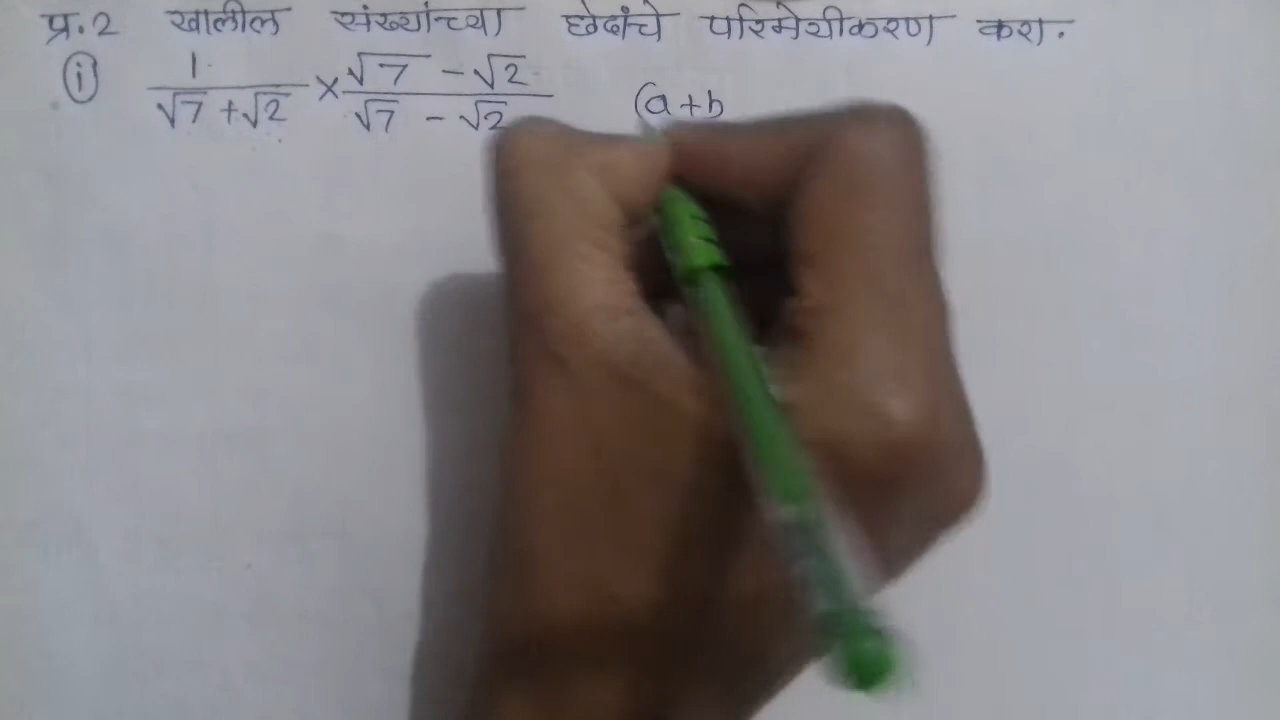 प्र.2 खालील संख्यांच्या छेदांचे परिमेयीकरण करा.
(i) 1/(√7 + √2) × (√7 - √2)/(√7 - √2) (a+b